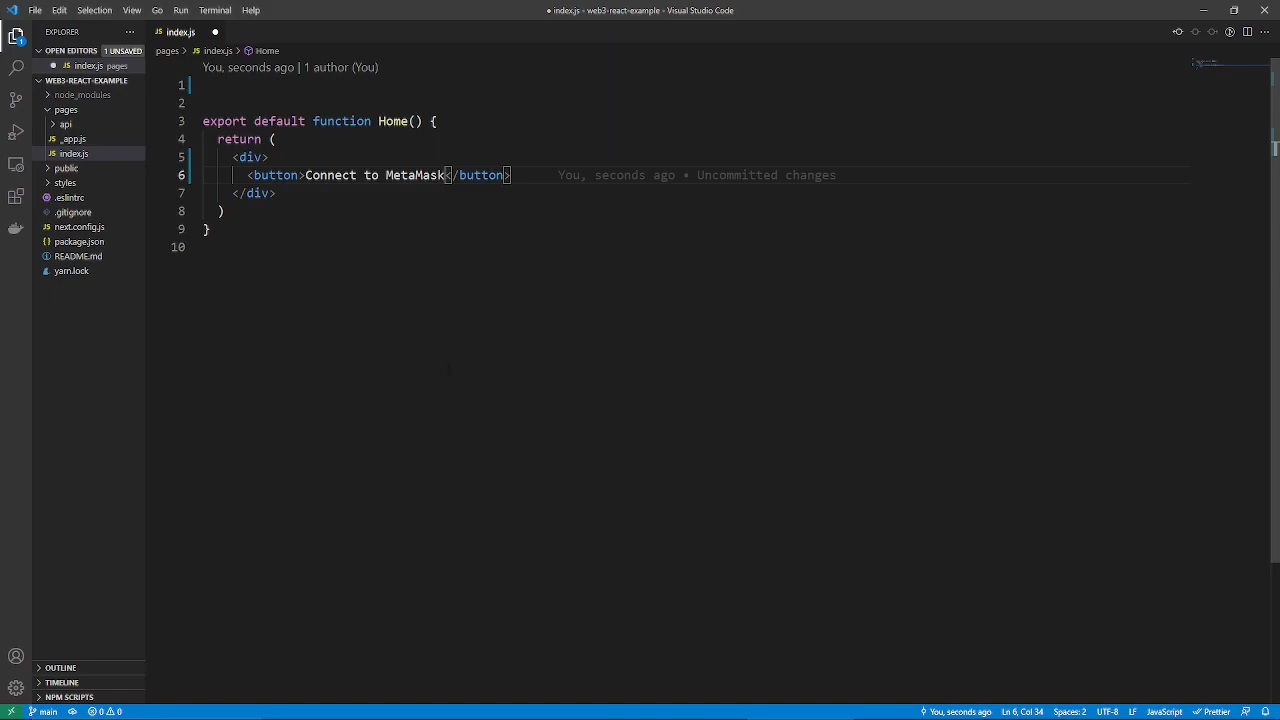 File Edit Selection View Go Run Terminal Help
● index.js - web3-react-example - Visual Studio Code
EXPLORER
OPEN EDITORS 1 UNSAVED
JS index.js pages
WEB3-REACT-EXAMPLE
node_modules
pages
api
JS _app.js
JS index.js
public
styles
.eslintrc
.gitignore
JS next.config.js
{} package.json
README.md
yarn.lock
OUTLINE
TIMELINE
NPM SCRIPTS
1
JS index.js ●
pages > JS index.js > Home
You, seconds ago | 1 author (You)
1
2
3 export default function Home() {
4 return (
5 <div>
6 <button>Connect to MetaMask</button> You, seconds ago • Uncommitted changes
7 </div>
8 )
9 }
10
main 0 0 You, seconds ago Ln 6, Col 34 Spaces: 2 UTF-8 LF JavaScript Prettier